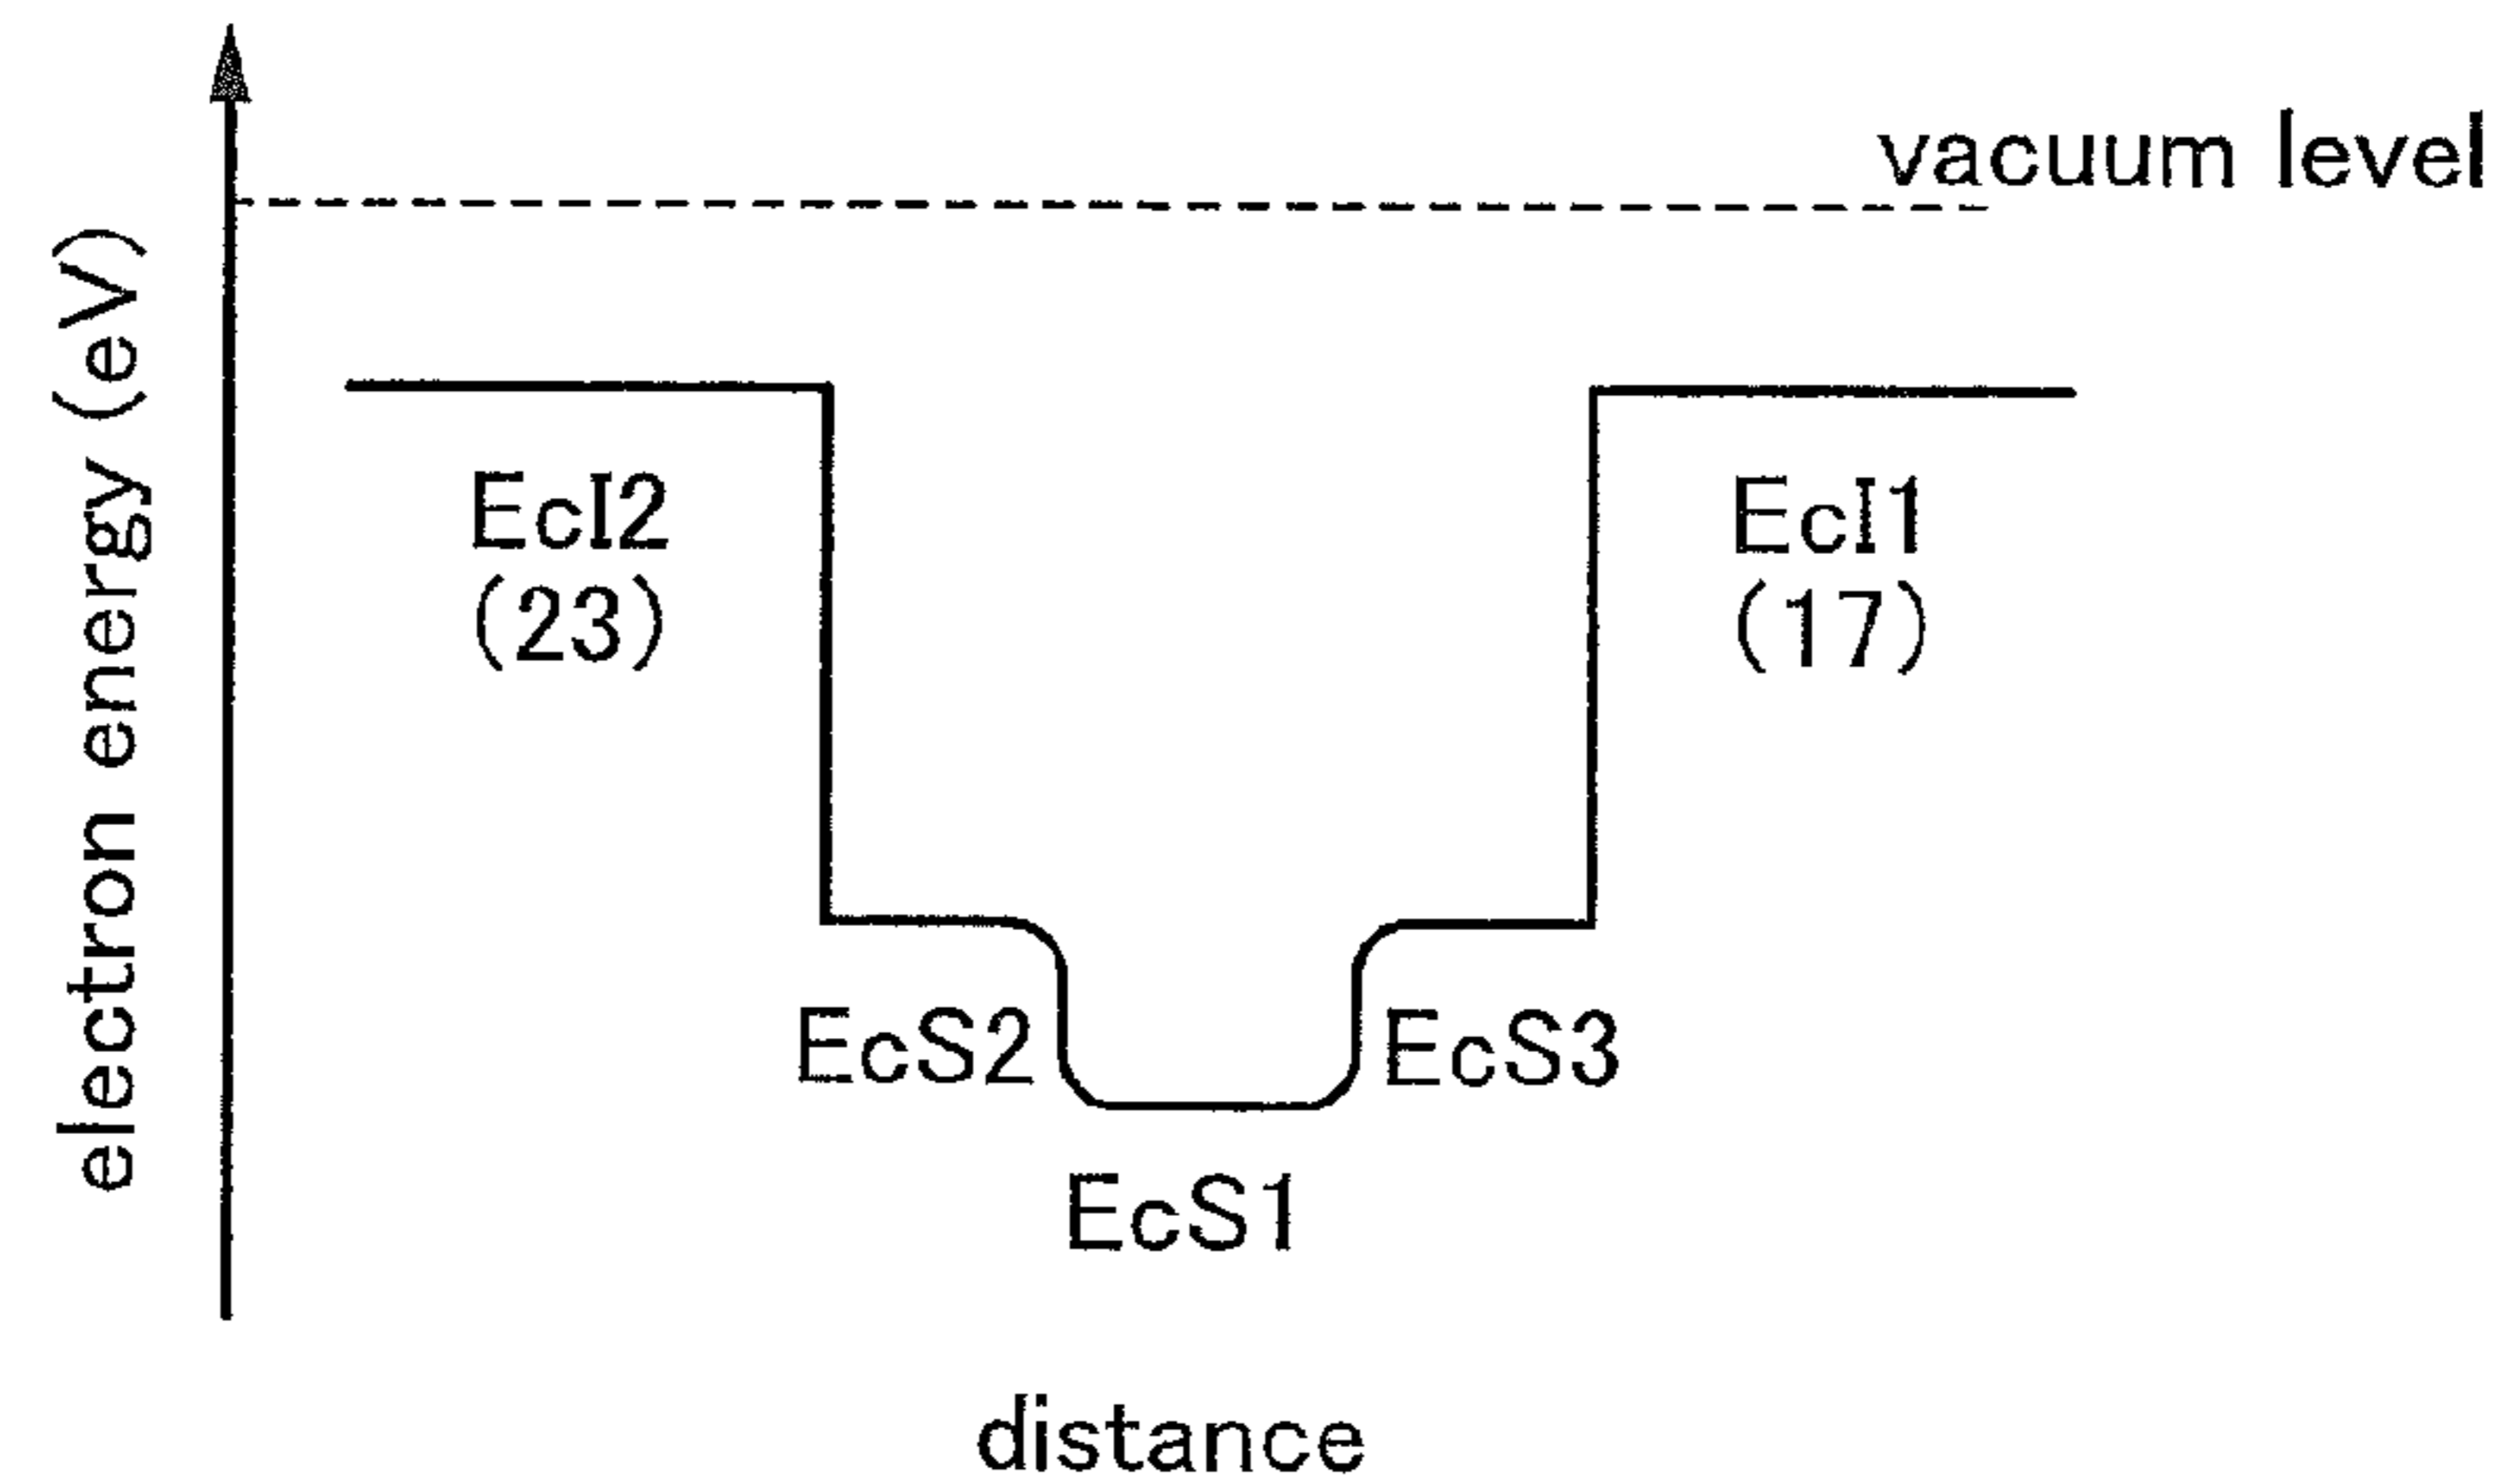 vacuum level
electron energy (eV)
EcI2
(23)
EcI1
(17)
EcS2
EcS3
EcS1
distance